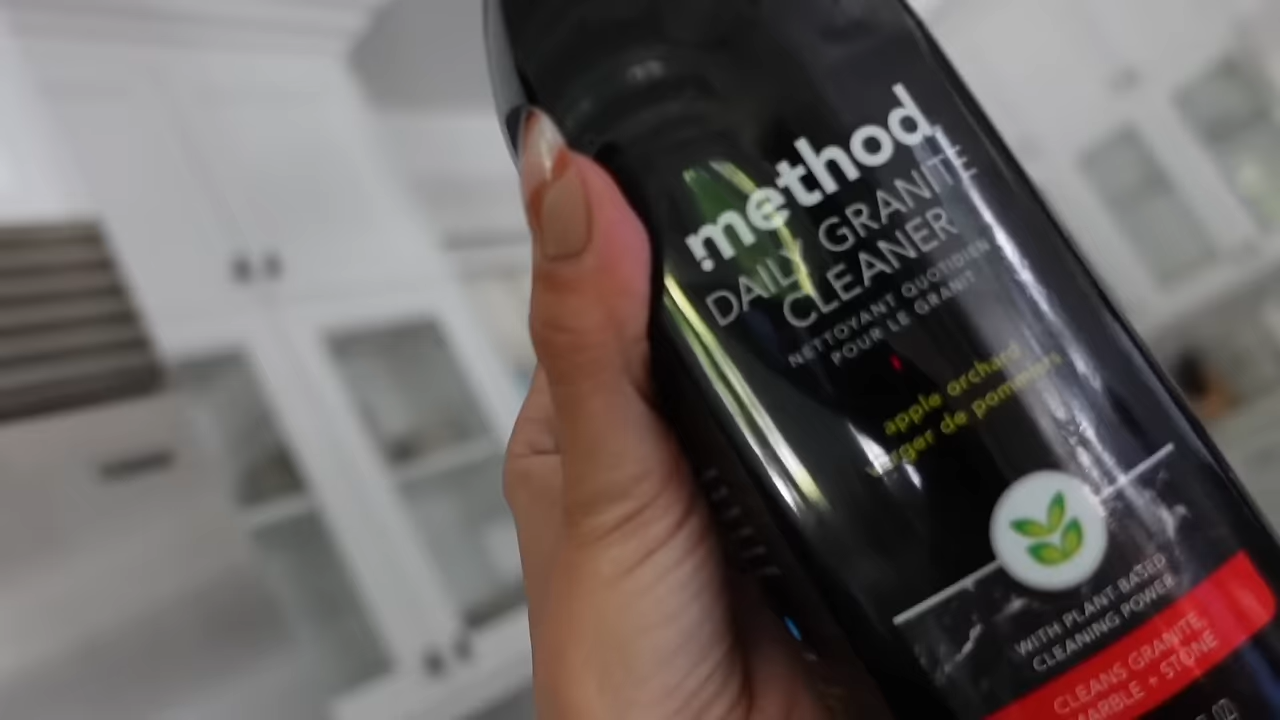 method
DAILY GRANITE
CLEANER
NETTOYANT QUOTIDIEN
POUR LE GRANIT
apple orchard
verger de pommiers
WITH PLANT-BASED
CLEANING POWER
CLEANS GRANITE,
MARBLE + STONE